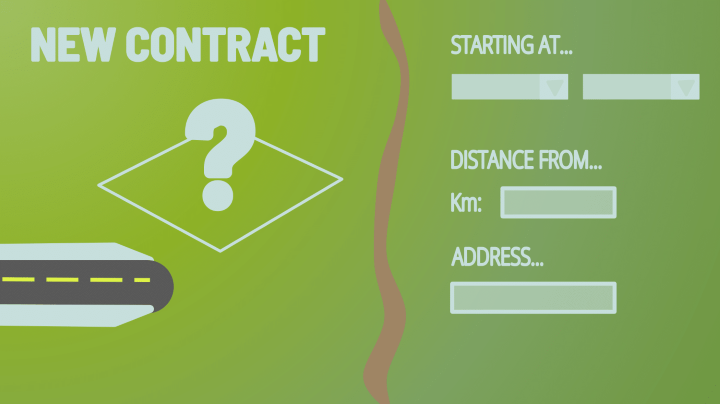 NEW CONTRACT
?
STARTING AT...
DISTANCE FROM...
Km:
ADDRESS...